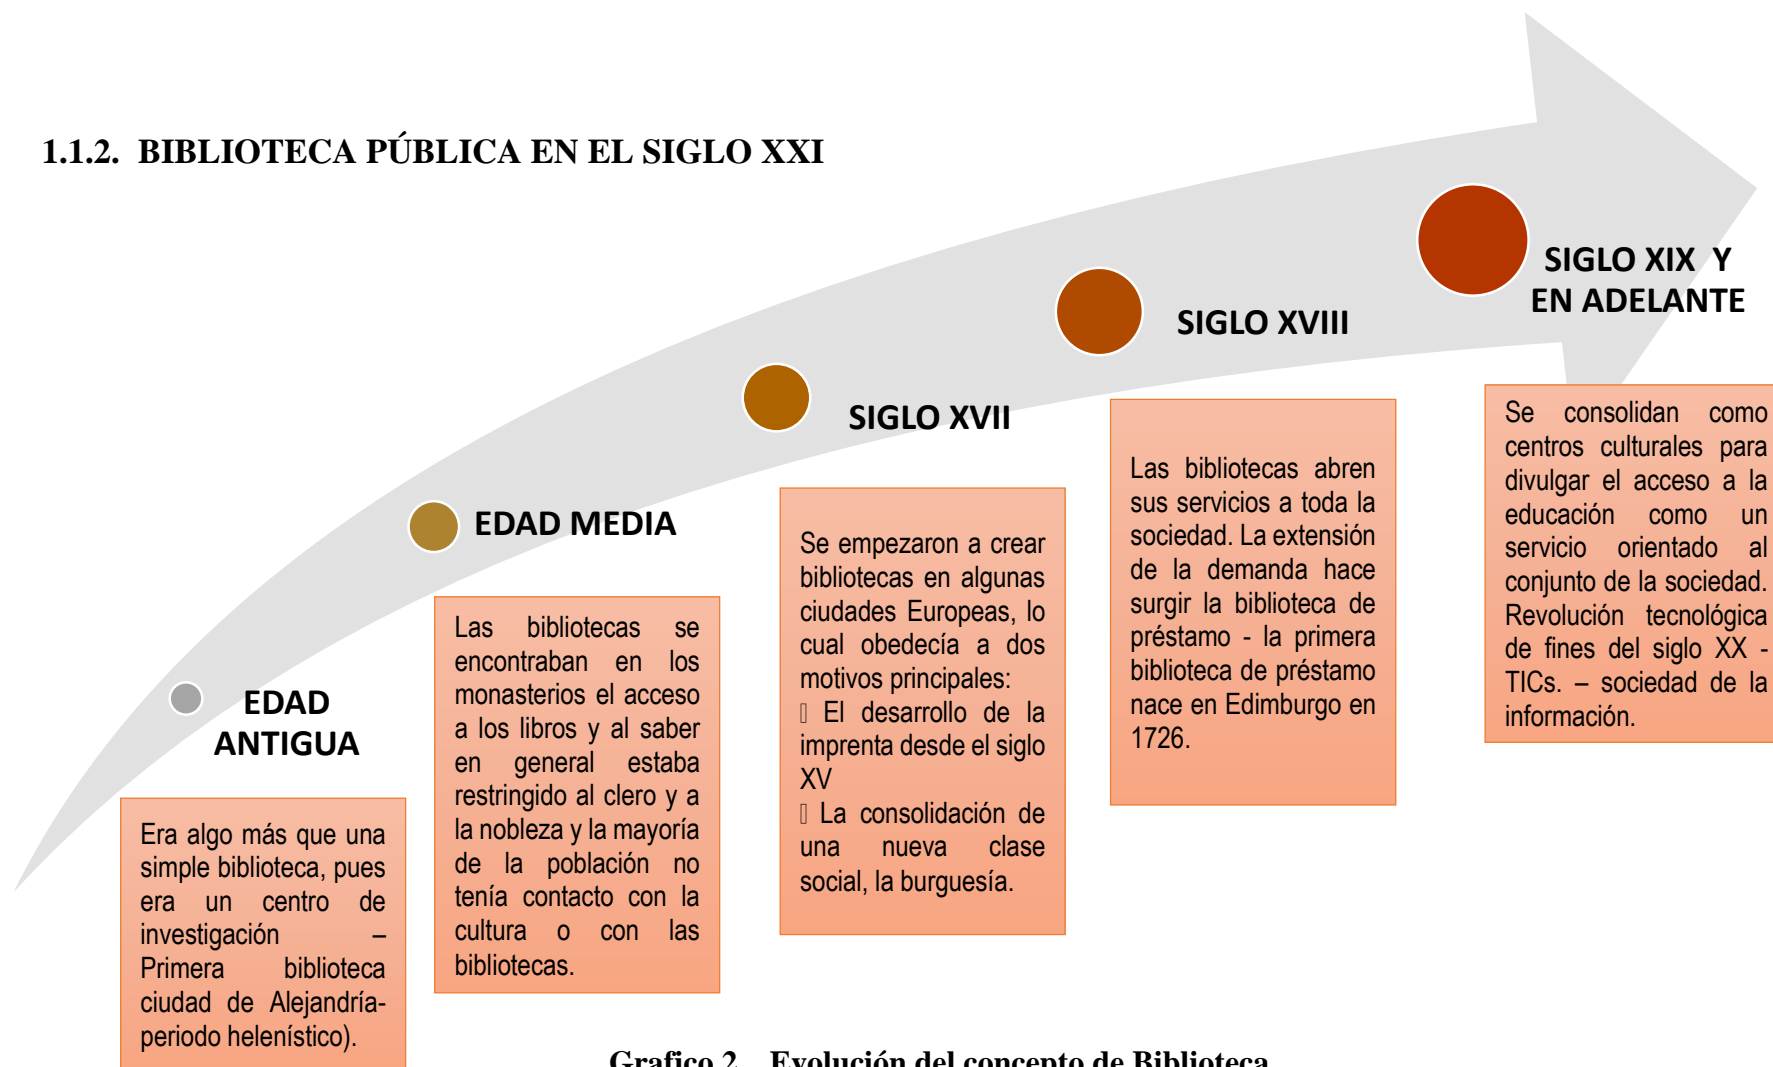 1.1.2. BIBLIOTECA PÚBLICA EN EL SIGLO XXI
EDAD
ANTIGUA
Era algo más que una
simple biblioteca, pues
era un centro de
investigación –
Primera biblioteca
ciudad de Alejandría-
periodo helenístico).
EDAD MEDIA
Las bibliotecas se
encontraban en los
monasterios el acceso
a los libros y al saber
en general estaba
restringido al clero y a
la nobleza y la mayoría
de la población no
tenía contacto con la
cultura o con las
bibliotecas.
SIGLO XVII
Se empezaron a crear
bibliotecas en algunas
ciudades Europeas, lo
cual obedecía a dos
motivos principales:
▯ El desarrollo de la
imprenta desde el siglo
XV
▯ La consolidación de
una nueva clase
social, la burguesía.
SIGLO XVIII
Las bibliotecas abren
sus servicios a toda la
sociedad. La extensión
de la demanda hace
surgir la biblioteca de
préstamo - la primera
biblioteca de préstamo
nace en Edimburgo en
1726.
SIGLO XIX Y
EN ADELANTE
Se consolidan como
centros culturales para
divulgar el acceso a la
educación como un
servicio orientado al
conjunto de la sociedad.
Revolución tecnológica
de fines del siglo XX -
TICs. – sociedad de la
información.
Grafico 2. Evolución del concepto de Biblioteca